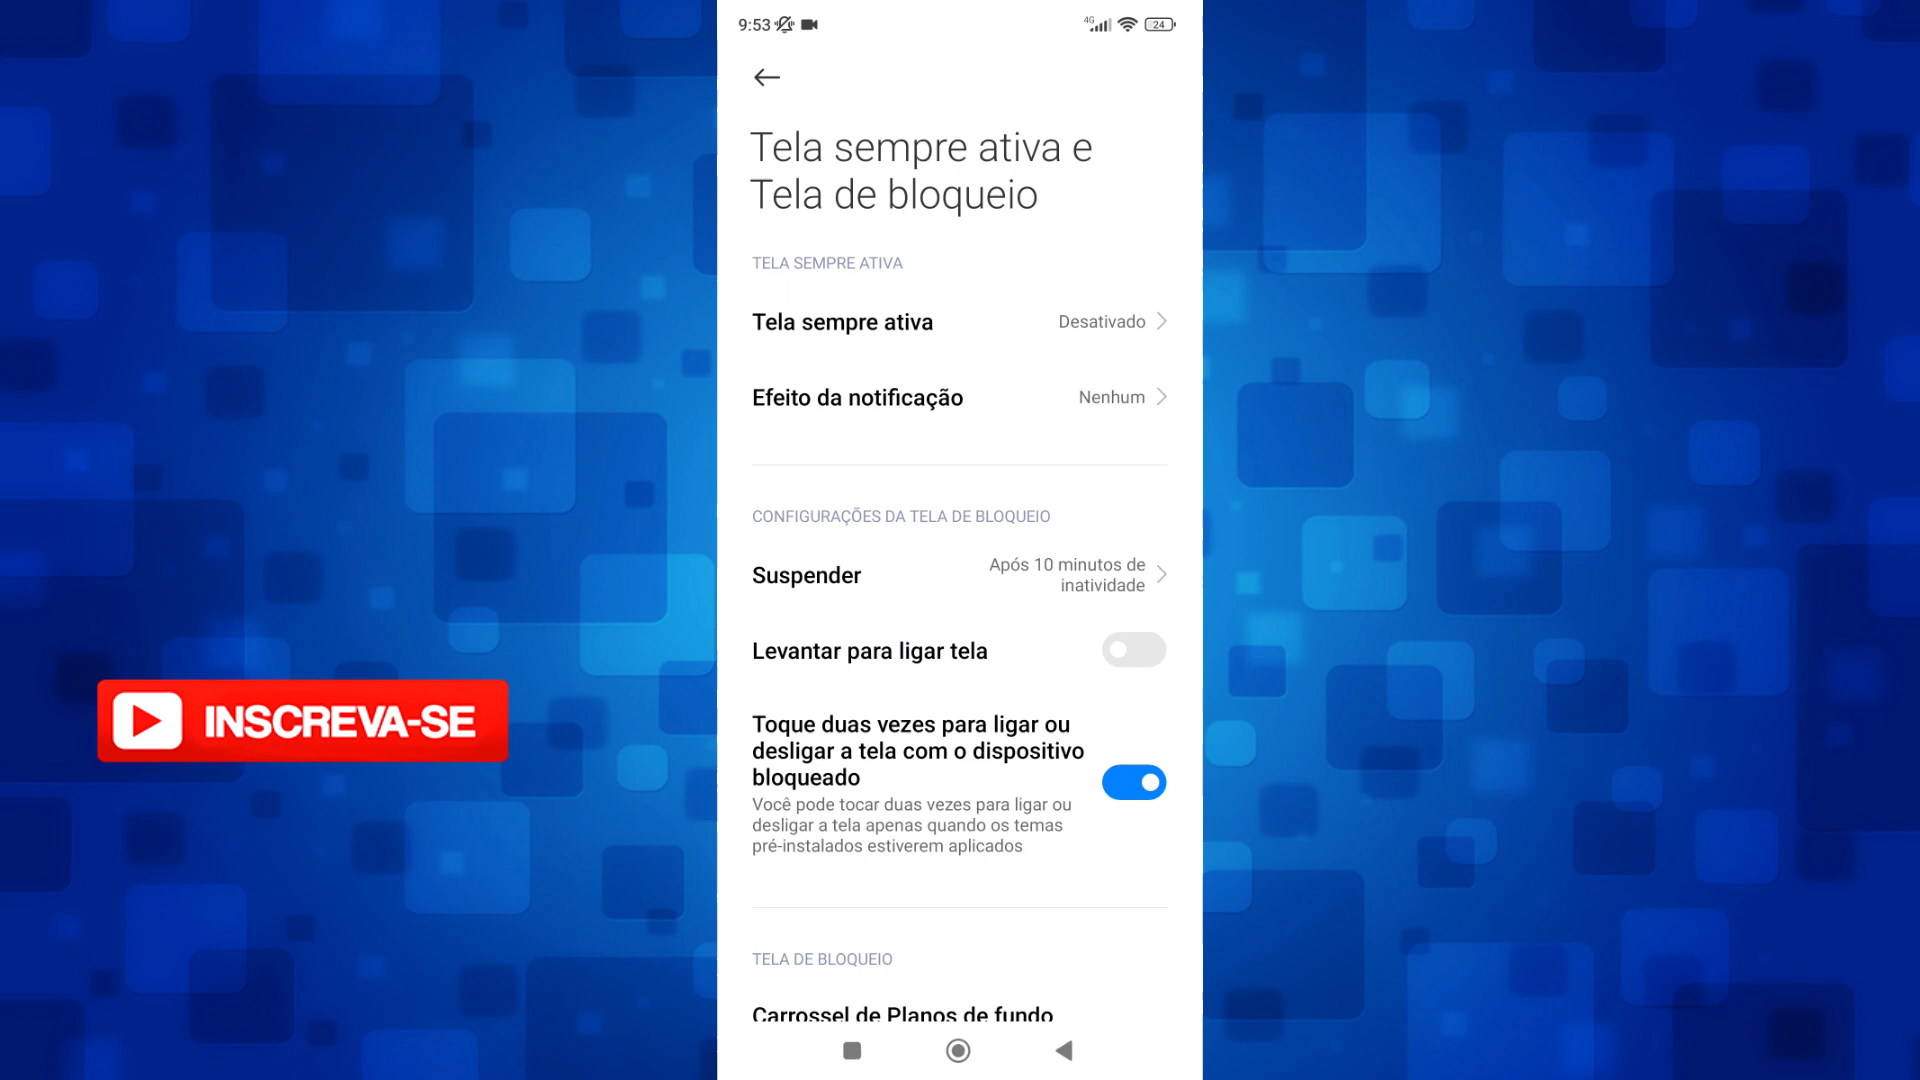 9:53
4G
24
Tela sempre ativa e
Tela de bloqueio
TELA SEMPRE ATIVA
Tela sempre ativa
Desativado
Efeito da notificação
Nenhum
CONFIGURAÇÕES DA TELA DE BLOQUEIO
Suspender
Após 10 minutos de
inatividade
Levantar para ligar tela
Toque duas vezes para ligar ou
desligar a tela com o dispositivo
bloqueado
Você pode tocar duas vezes para ligar ou
desligar a tela apenas quando os temas
pré-instalados estiverem aplicados
TELA DE BLOQUEIO
Carrossel de Planos de fundo
INSCREVA-SE